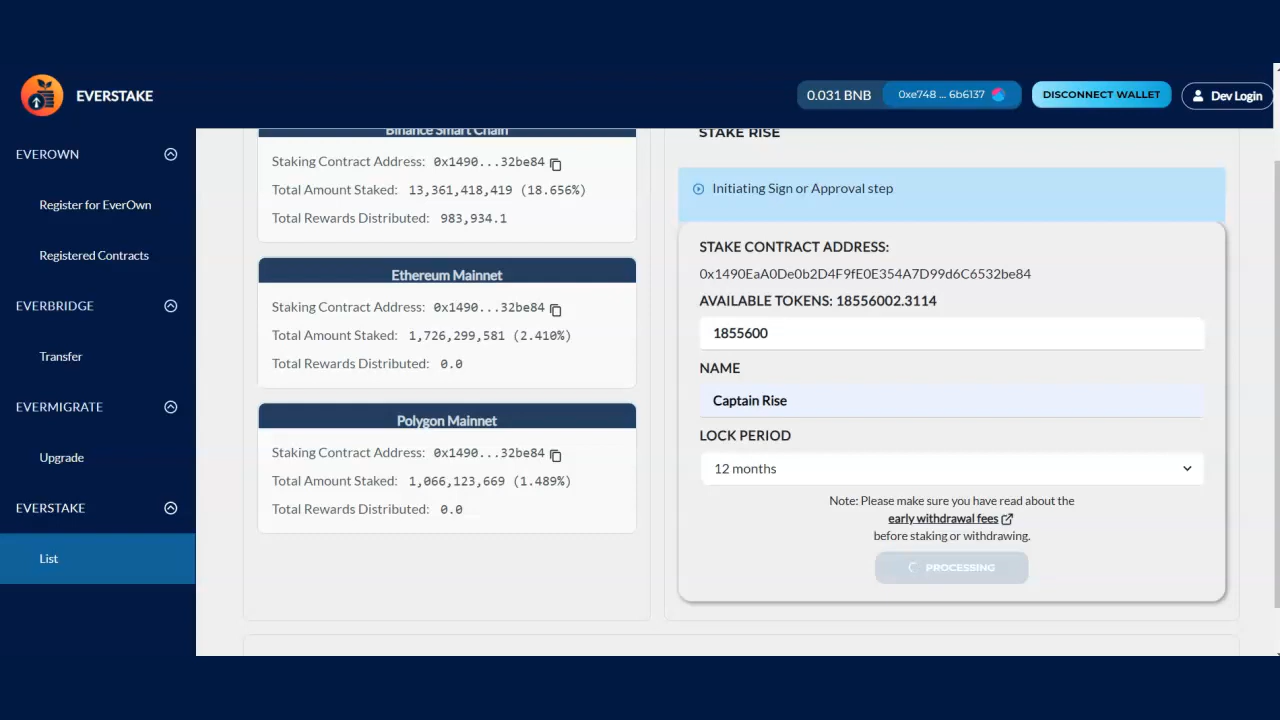 EVERSTAKE
0.031 BNB
0xe748 ... 6b6137
DISCONNECT WALLET
Dev Login
EVEROWN
Register for EverOwn
Registered Contracts
EVERBRIDGE
Transfer
EVERMIGRATE
Upgrade
EVERSTAKE
List
Binance Smart Chain
Staking Contract Address: 0x1490...32be84
Total Amount Staked: 13,361,418,419 (18.656%)
Total Rewards Distributed: 983,934.1
Ethereum Mainnet
Staking Contract Address: 0x1490...32be84
Total Amount Staked: 1,726,299,581 (2.410%)
Total Rewards Distributed: 0.0
Polygon Mainnet
Staking Contract Address: 0x1490...32be84
Total Amount Staked: 1,066,123,669 (1.489%)
Total Rewards Distributed: 0.0
STAKE RISE
Initiating Sign or Approval step
STAKE CONTRACT ADDRESS:
0x1490EaA0De0b2D4F9fE0E354A7D99d6C6532be84
AVAILABLE TOKENS: 18556002.3114
1855600
NAME
Captain Rise
LOCK PERIOD
12 months
Note: Please make sure you have read about the
early withdrawal fees
before staking or withdrawing.
PROCESSING